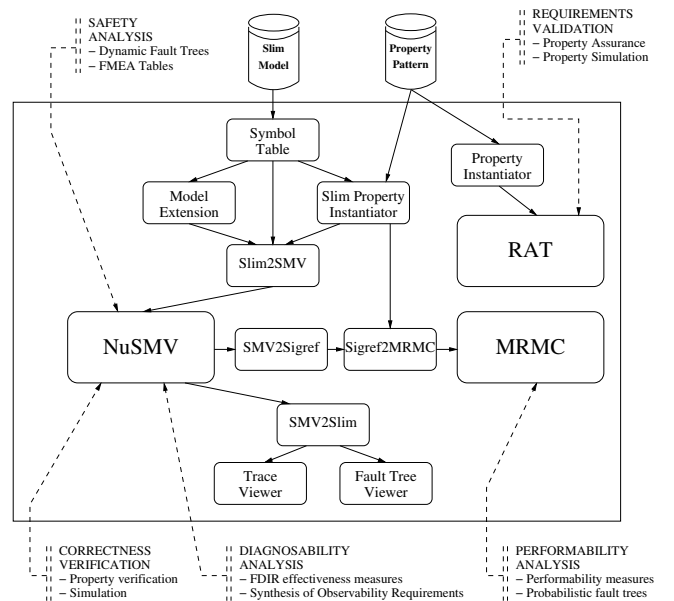 SAFETY
ANALYSIS
– Dynamic Fault Trees
– FMEA Tables
Slim
Model
Property
Pattern
REQUIREMENTS
VALIDATION
– Property Assurance
– Property Simulation
Symbol
Table
Property
Instantiator
Model
Extension
Slim Property
Instantiator
RAT
Slim2SMV
NuSMV
SMV2Sigref
Sigref2MRMC
MRMC
SMV2Slim
Trace
Viewer
Fault Tree
Viewer
CORRECTNESS
VERIFICATION
– Property verification
– Simulation
DIAGNOSABILITY
ANALYSIS
– FDIR effectiveness measures
– Synthesis of Observability Requirements
PERFORMABILITY
ANALYSIS
– Performability measures
– Probabilistic fault trees